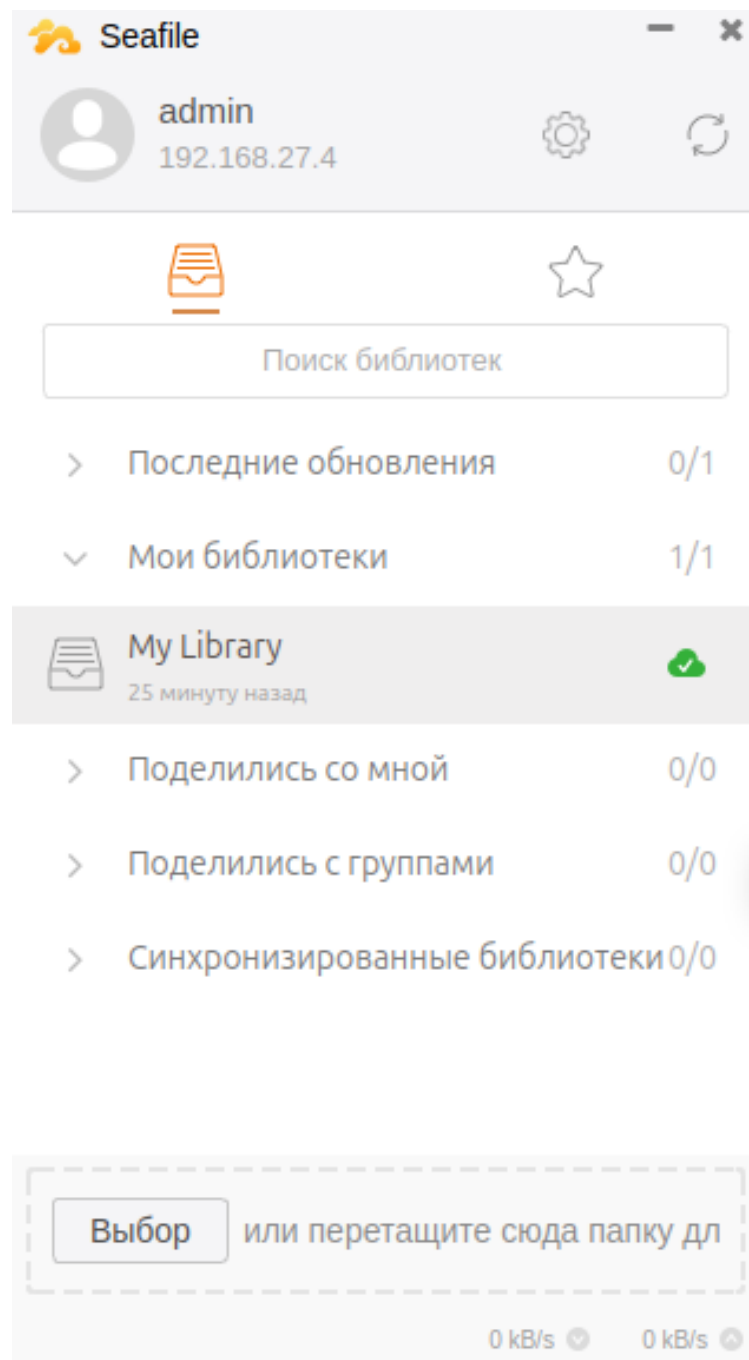 Seafile
admin
192.168.27.4
Поиск библиотек
Последние обновления 0/1
Мои библиотеки 1/1
My Library
25 минуту назад
Поделились со мной 0/0
Поделились с группами 0/0
Синхронизированные библиотеки 0/0
Выбор или перетащите сюда папку дл
0 kB/s 0 kB/s